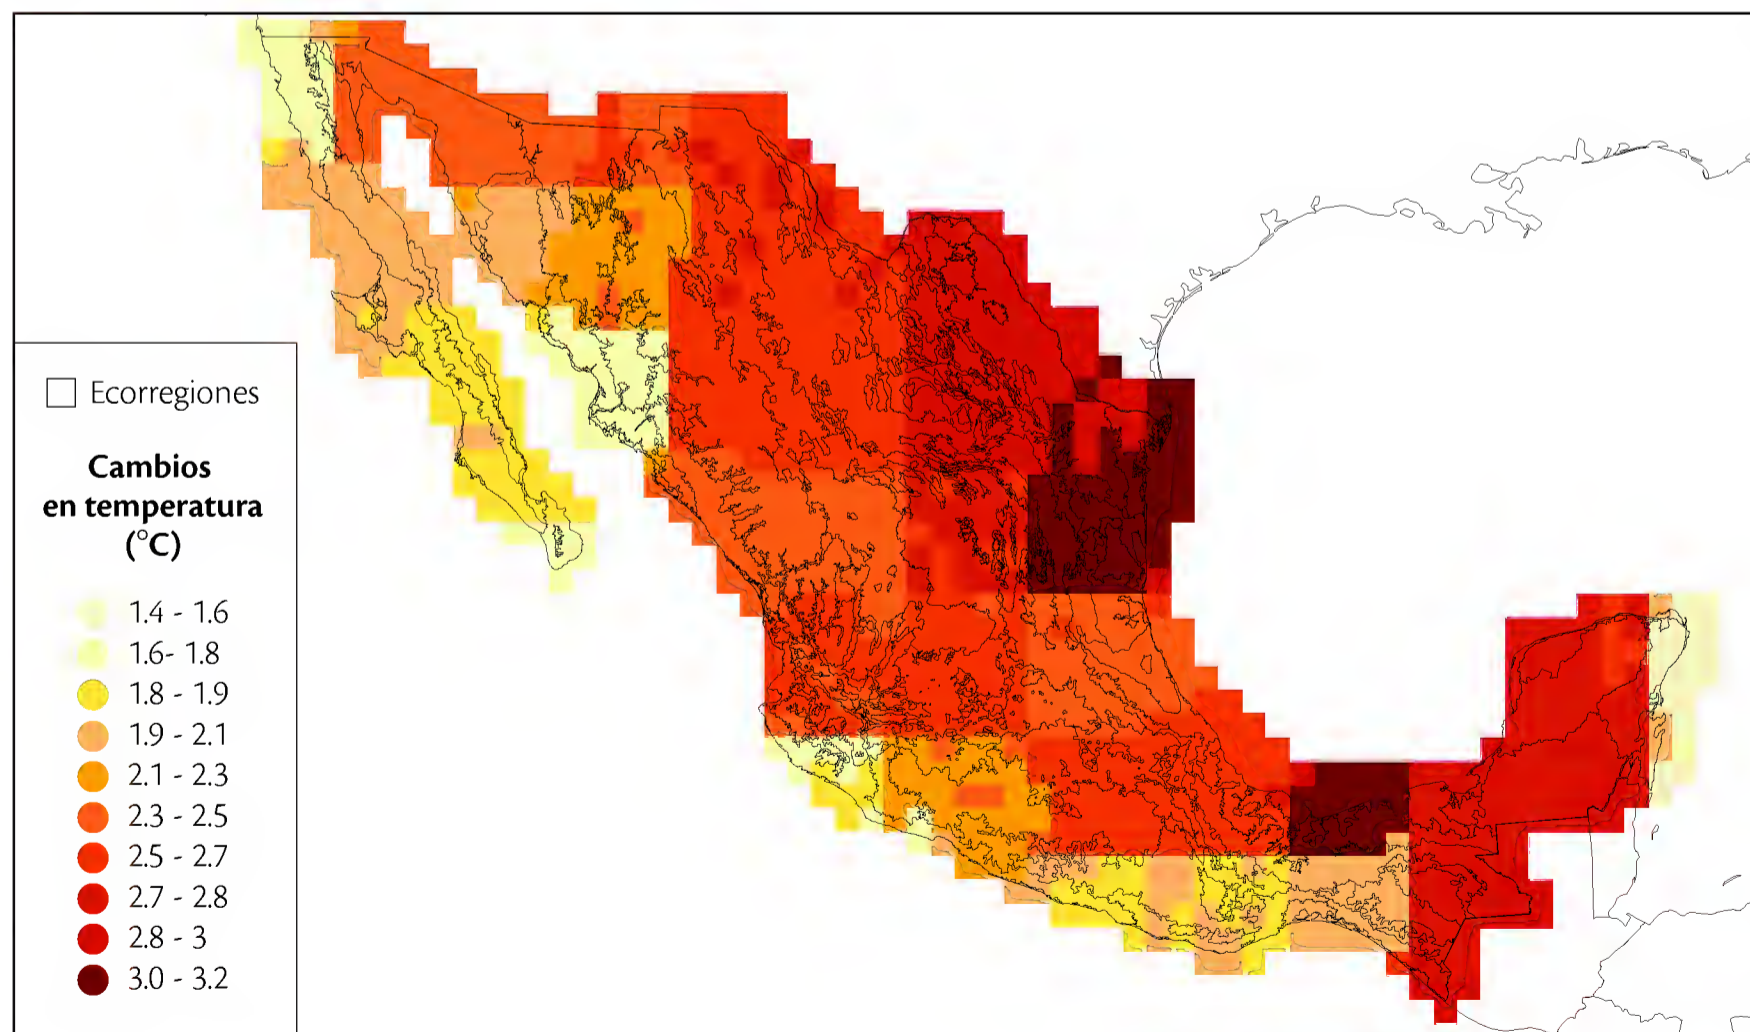 Ecorregiones
Cambios
en temperatura
(°C)
1.4 - 1.6
1.6- 1.8
1.8 - 1.9
1.9 - 2.1
2.1 - 2.3
2.3 - 2.5
2.5 - 2.7
2.7 - 2.8
2.8 - 3
3.0 - 3.2